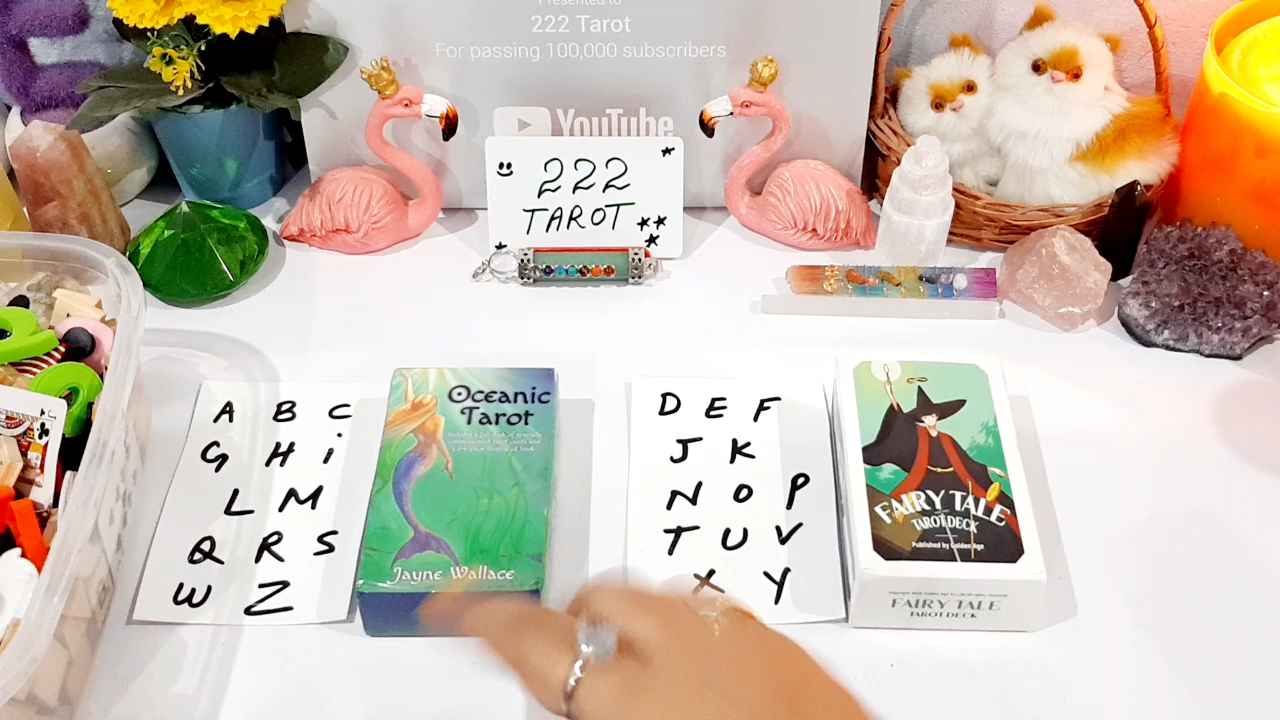 Presented to
222 Tarot
For passing 100,000 subscribers
YouTube
222
TAROT
A B C
G H i
L M
Q R S
W Z
OCEANIC
TAROT
Jayne Wallace
D E F
J K
N O P
T U V
X Y
FAIRY TALE
TAROT DECK
Published by Golden Age
FAIRY TALE
TAROT DECK